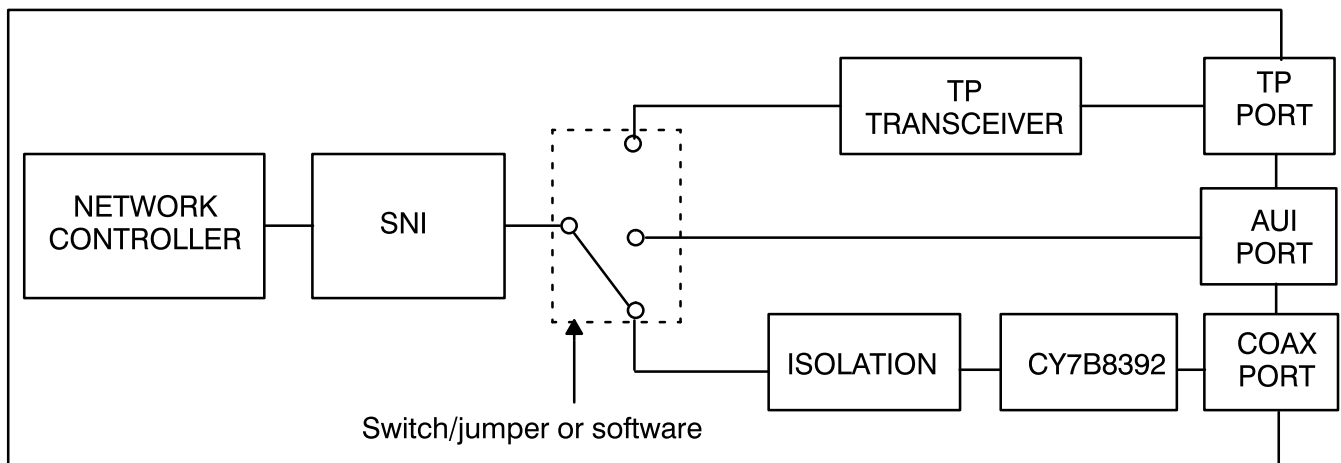 NETWORK
CONTROLLER
SNI
TP
TRANSCEIVER
TP
PORT
AUI
PORT
ISOLATION
CY7B8392
COAX
PORT
Switch/jumper or software